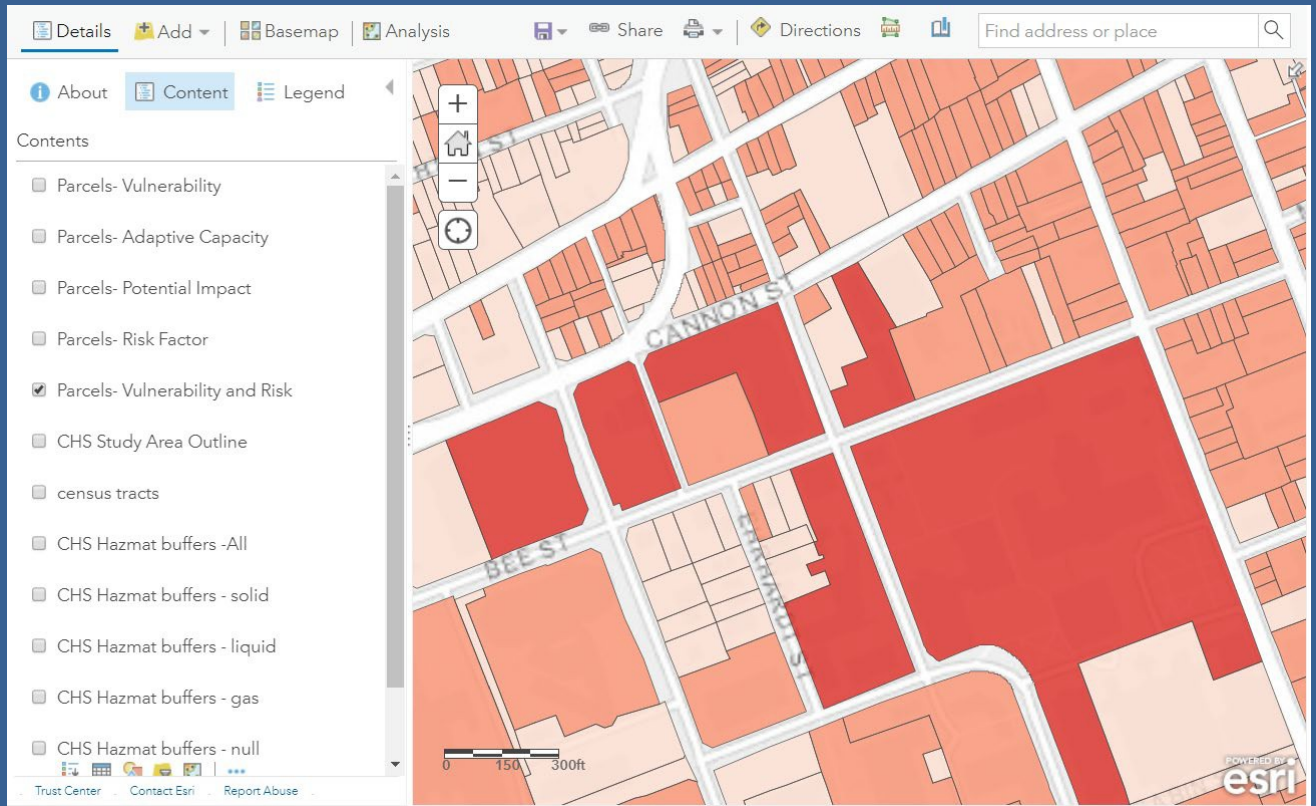 Details Add Basemap Analysis Share Directions Find address or place
About Content Legend
Contents
Parcels- Vulnerability
Parcels- Adaptive Capacity
Parcels- Potential Impact
Parcels- Risk Factor
Parcels- Vulnerability and Risk
CHS Study Area Outline
census tracts
CHS Hazmat buffers -All
CHS Hazmat buffers - solid
CHS Hazmat buffers - liquid
CHS Hazmat buffers - gas
CHS Hazmat buffers - null
Trust Center Contact Esri Report Abuse
ST
CANNON ST
BEE ST
EHRHARDT ST
0 150 300ft
POWERED BY
esri